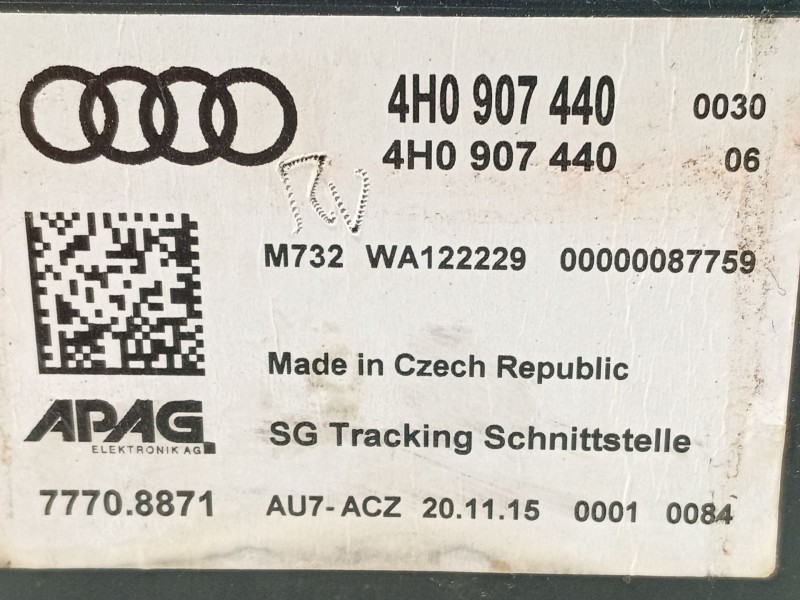 4H0 907 440 0030
4H0 907 440 06
M732 WA122229 00000087759
Made in Czech Republic
APAG
ELEKTRONIK AG
SG Tracking Schnittstelle
7770.8871 AU7-ACZ 20.11.15 0001 0084